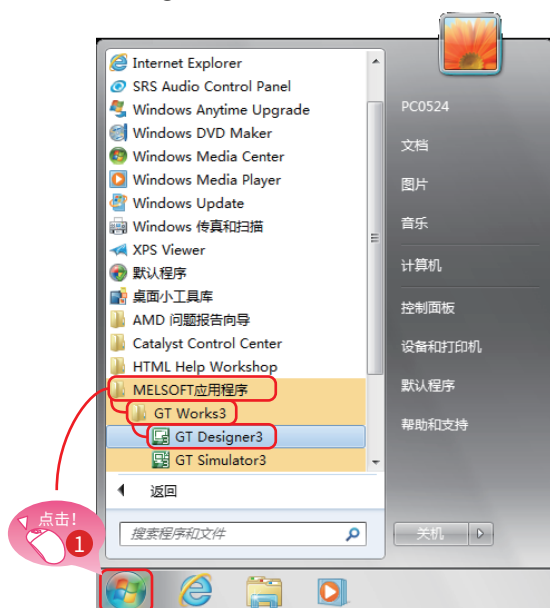 Internet Explorer
SRS Audio Control Panel
Windows Anytime Upgrade
Windows DVD Maker
Windows Media Center
Windows Media Player
Windows Update
Windows 传真和扫描
XPS Viewer
默认程序
桌面小工具库
AMD 问题报告向导
Catalyst Control Center
HTML Help Workshop
MELSOFT应用程序
GT Works3
GT Designer3
GT Simulator3
返回
搜索程序和文件
PC0524
文档
图片
音乐
计算机
控制面板
设备和打印机
默认程序
帮助和支持
关机
点击!
1